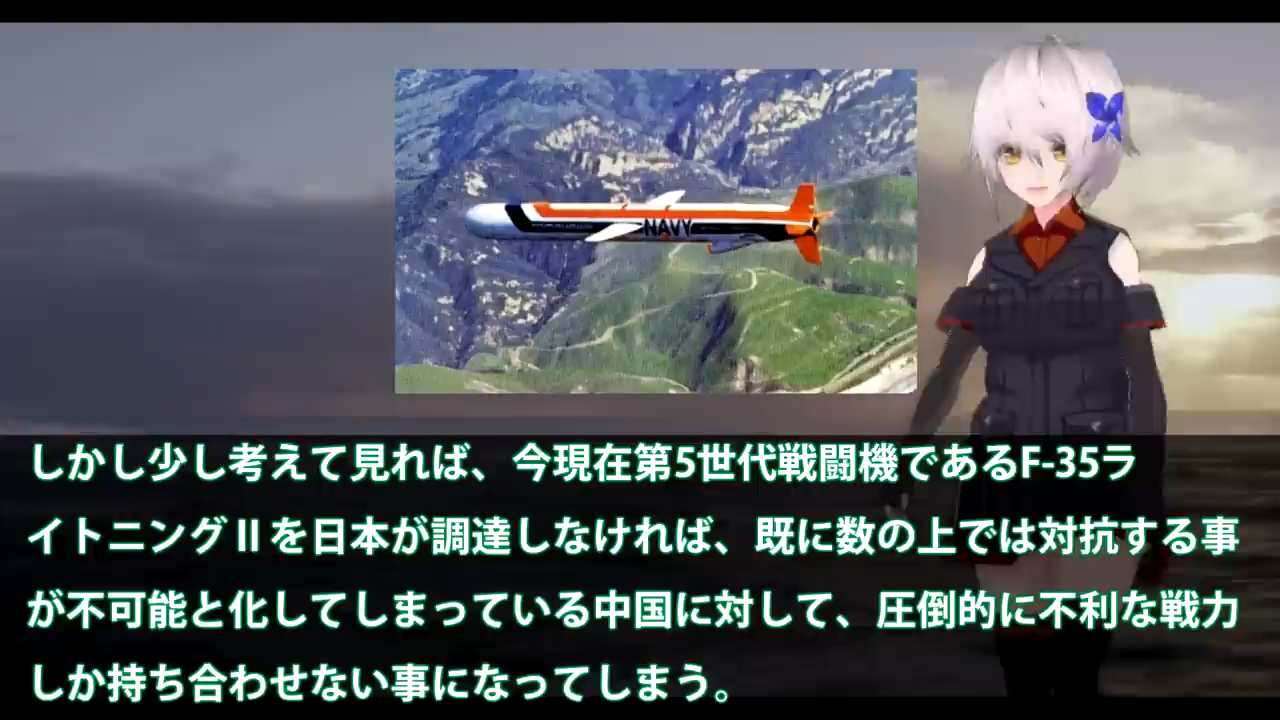 TOMAHAWK
NAVY
しかし少し考えて見れば、今現在第5世代戦闘機であるF-35ラ
イトニングⅡを日本が調達しなければ、既に数の上では対抗する事
が不可能と化してしまっている中国に対して、圧倒的に不利な戦力
しか持ち合わせない事になってしまう。